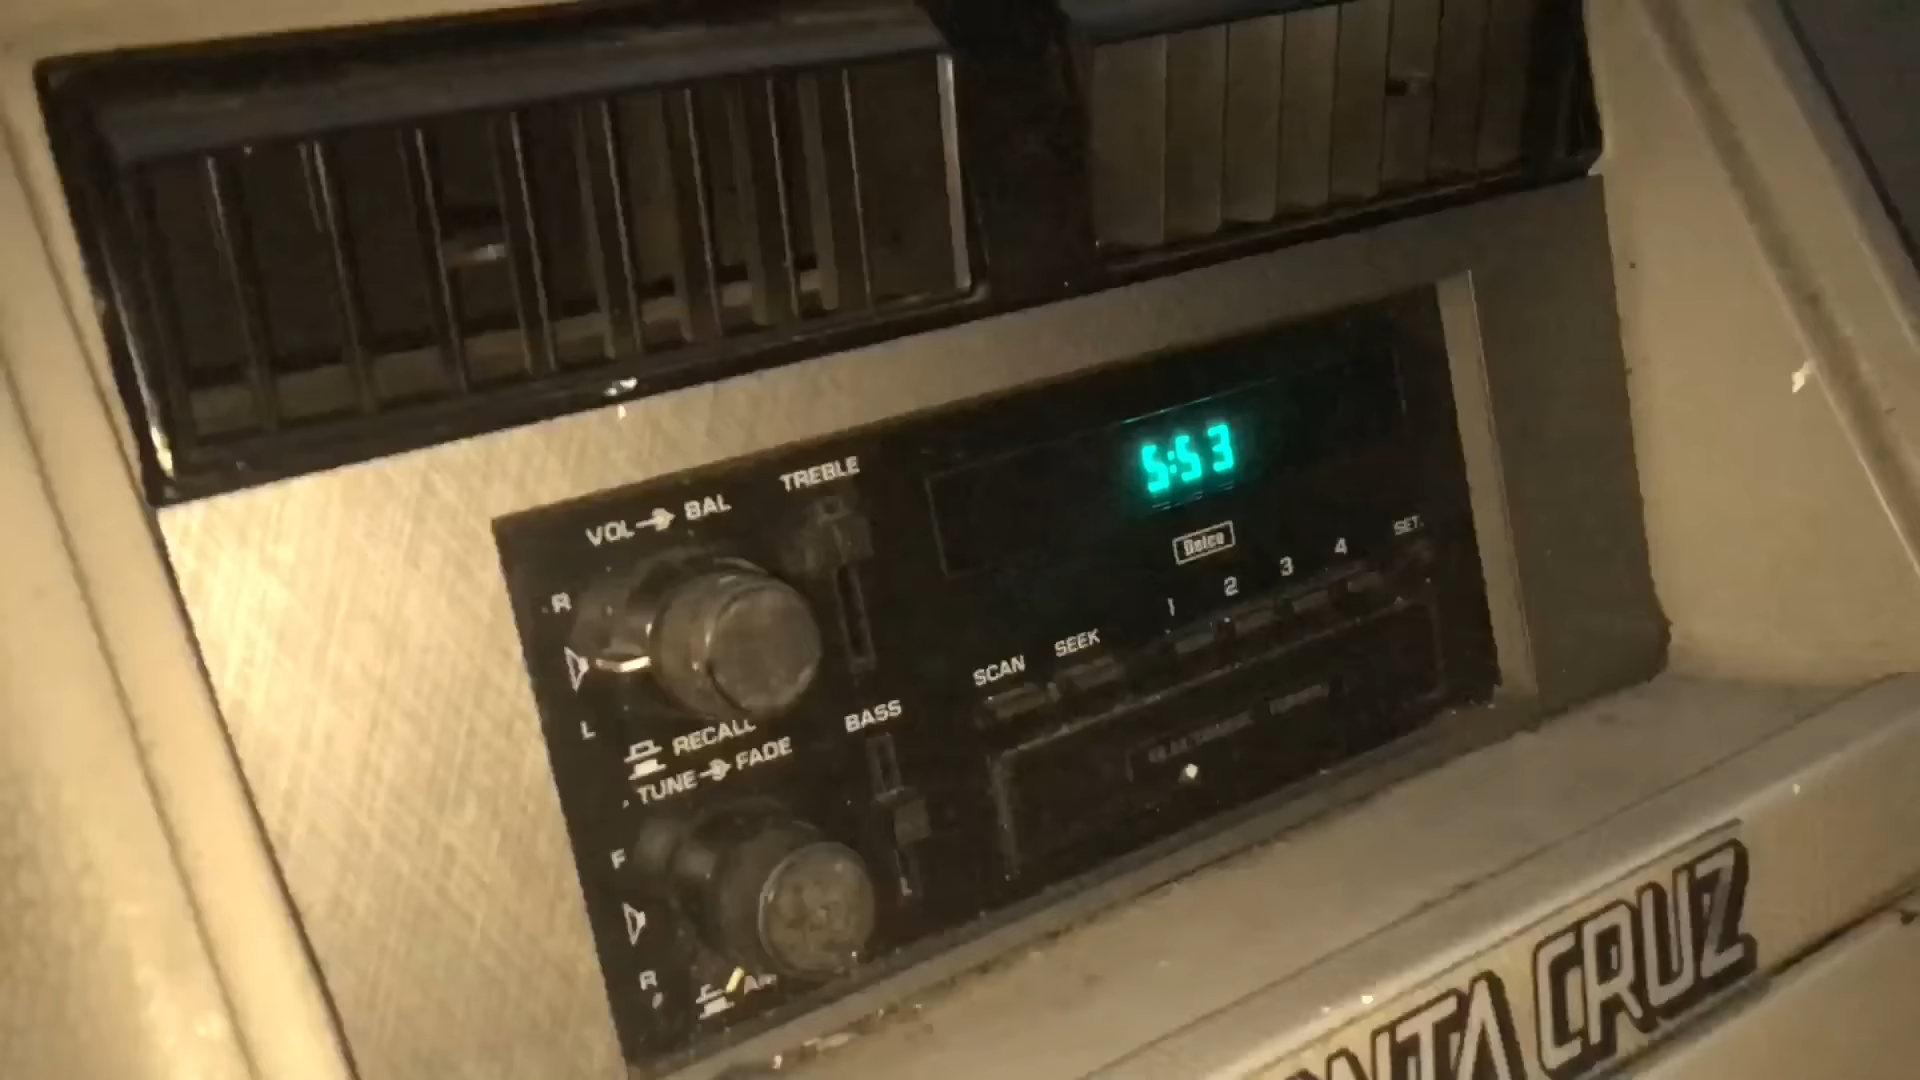 VOL BAL
TREBLE
5:53
Delco
R
L
1 2 3 4 SET
SCAN SEEK
RECALL
TUNE FADE
BASS
F
R
CRUZ